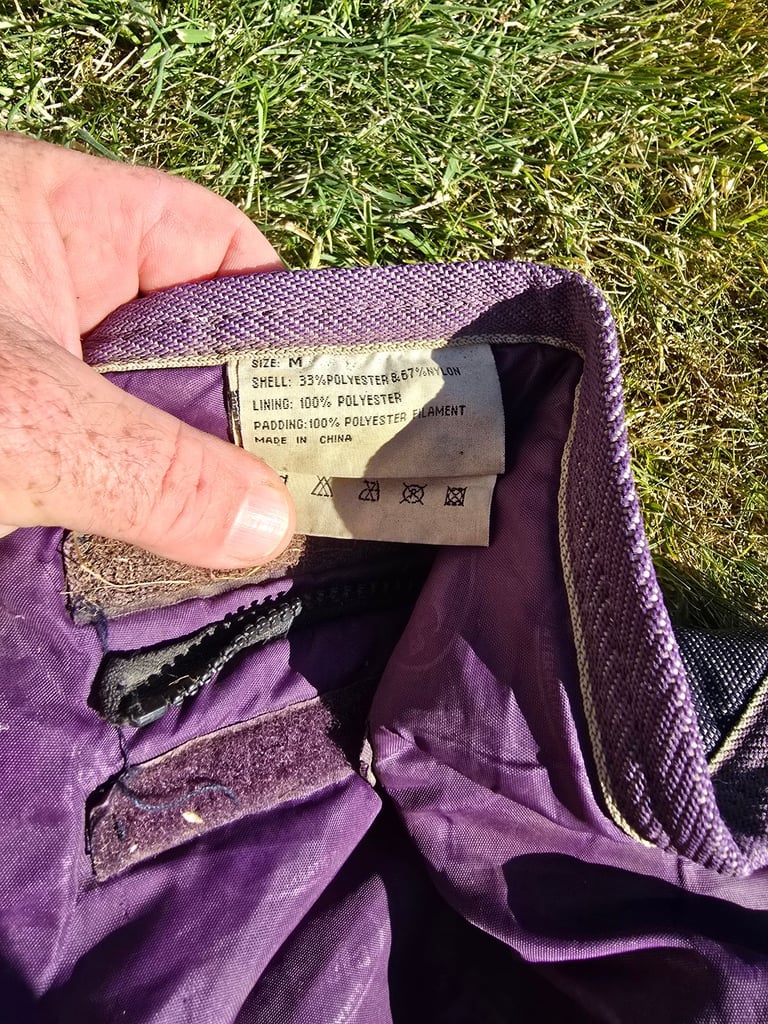 SIZE: M
SHELL: 33%POLYESTER & 67%NYLON
LINING: 100% POLYESTER
PADDING: 100% POLYESTER FILAMENT
MADE IN CHINA